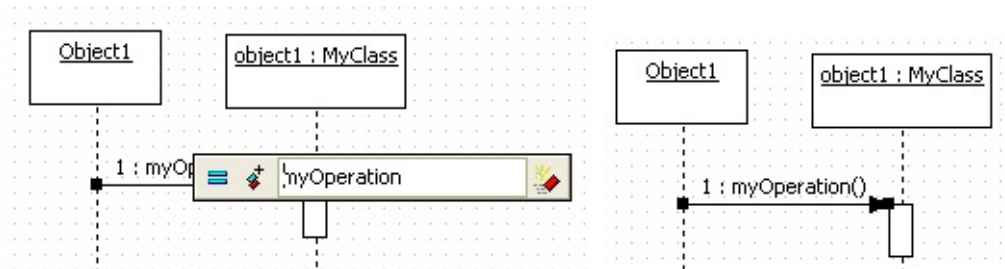 Object1
object1 : MyClass
1 : myOp
myOperation
Object1
object1 : MyClass
1 : myOperation()